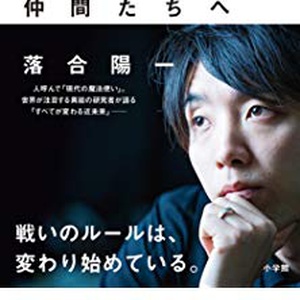 仲間たちへ
落合陽一
人呼んで「現代の魔法使い」。
世界が注目する異能の研究者が語る
「すべてが変わる近未来」――
戦いのルールは、
変わり始めている。
小学館